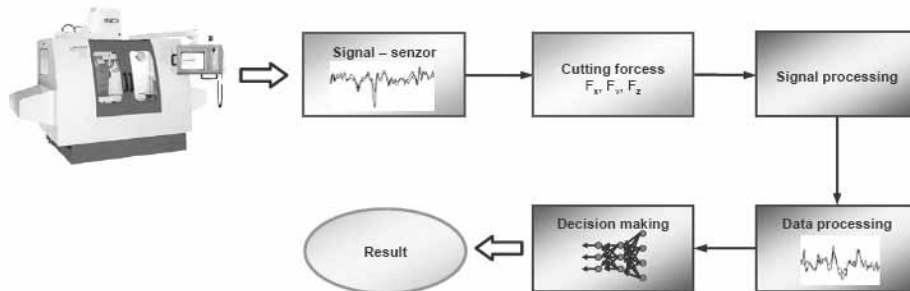 Signal – senzor
Cutting forcess
Fx, Fy, Fz
Signal processing
Data processing
Decision making
Result